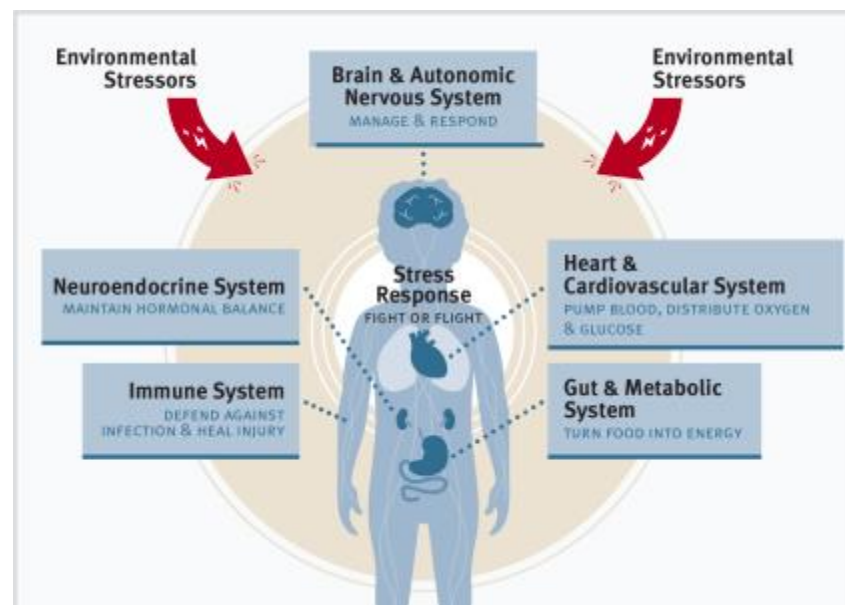 Environmental
Stressors
Brain & Autonomic
Nervous System
MANAGE & RESPOND
Environmental
Stressors
Neuroendocrine System
MAINTAIN HORMONAL BALANCE
Stress
Response
FIGHT OR FLIGHT
Heart &
Cardiovascular System
PUMP BLOOD, DISTRIBUTE OXYGEN
& GLUCOSE
Immune System
DEFEND AGAINST
INFECTION & HEAL INJURY
Gut & Metabolic
System
TURN FOOD INTO ENERGY